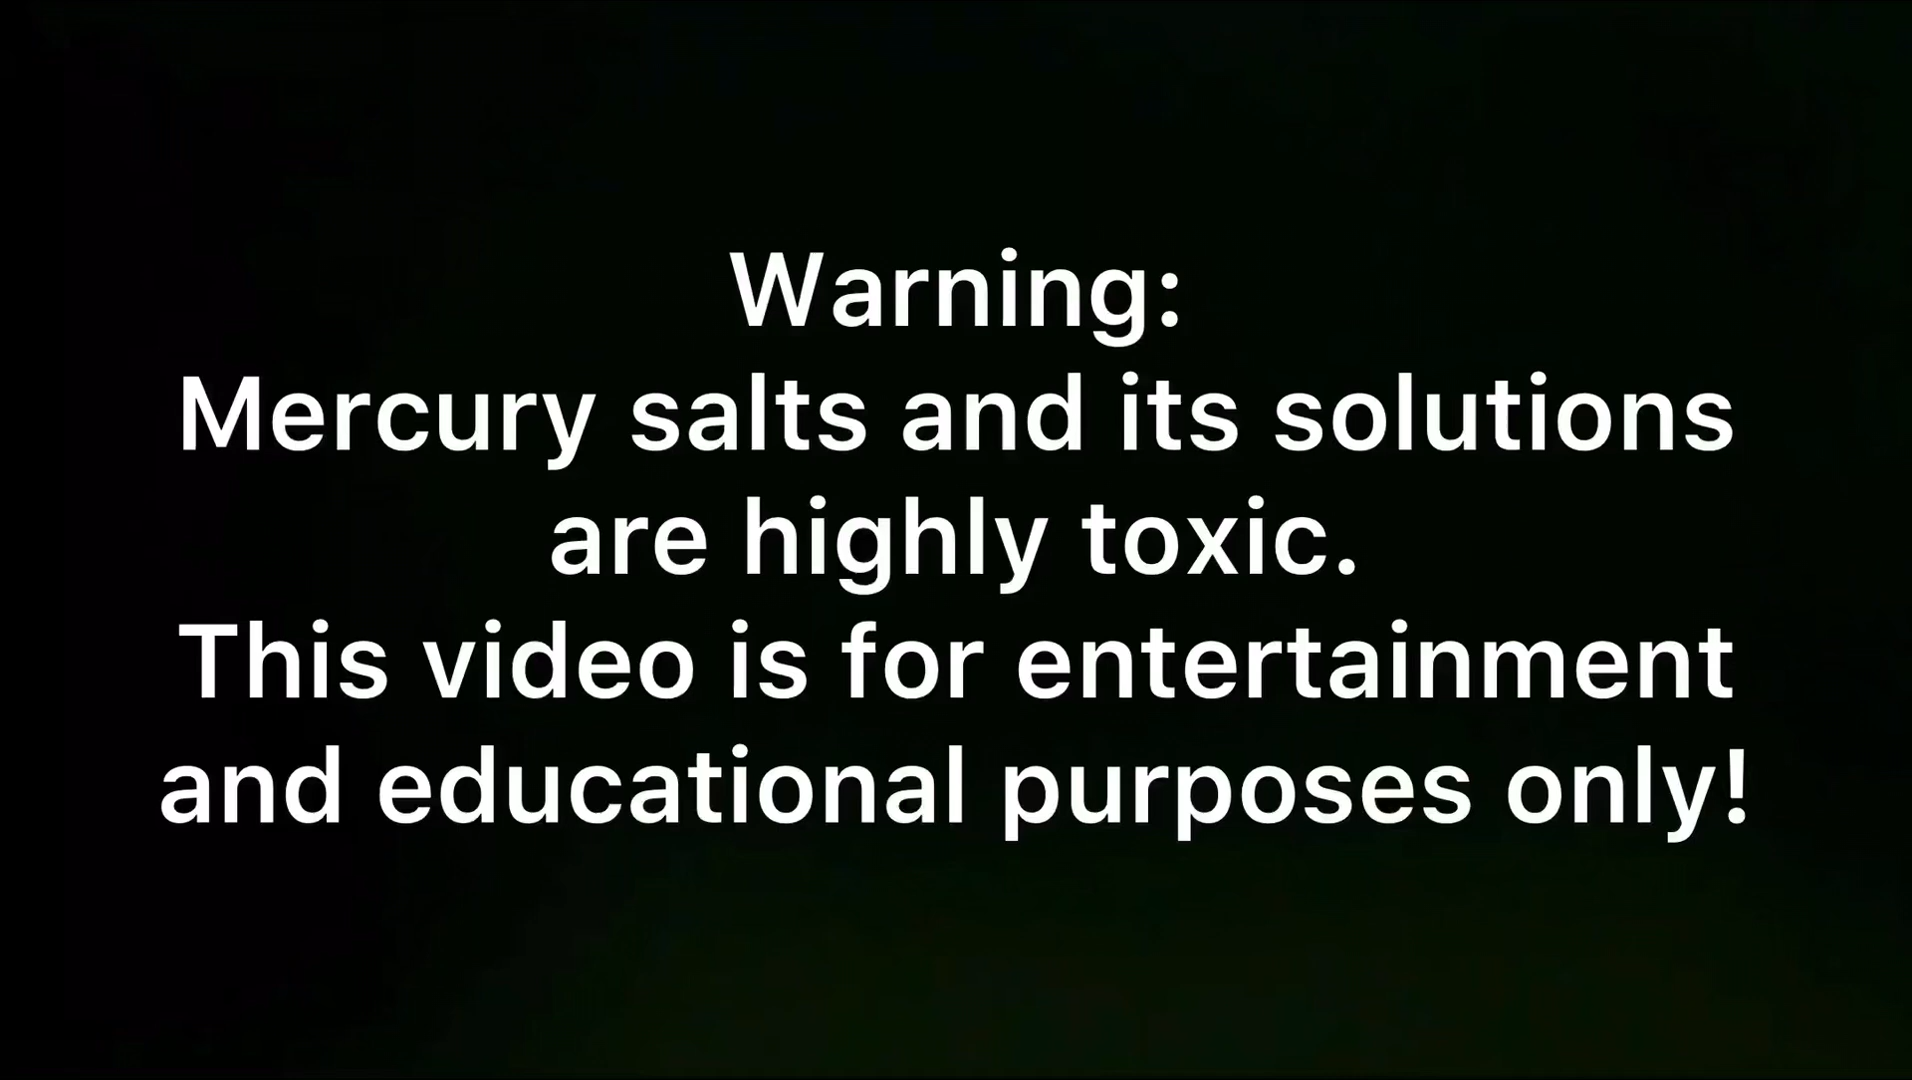 Warning:
Mercury salts and its solutions
are highly toxic.
This video is for entertainment
and educational purposes only!